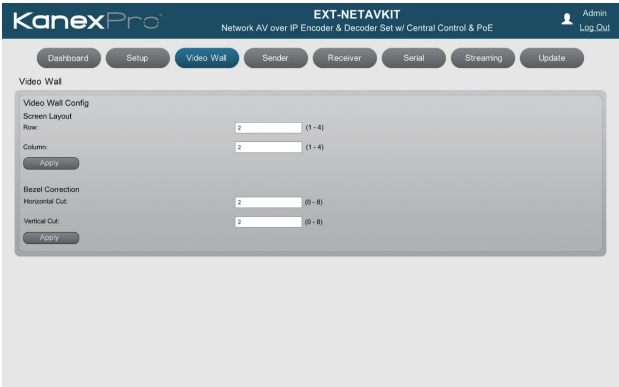 KanexPro
EXT-NETAVKIT
Network AV over IP Encoder & Decoder Set w/ Central Control & PoE
Admin
Log Out
Dashboard Setup Video Wall Sender Receiver Serial Streaming Update
Video Wall
Video Wall Config
Screen Layout
Row: 2 (1 - 4)
Column: 2 (1 - 4)
Apply
Bezel Correction
Horizontal Cut: 2 (0 - 8)
Vertical Cut: 2 (0 - 8)
Apply